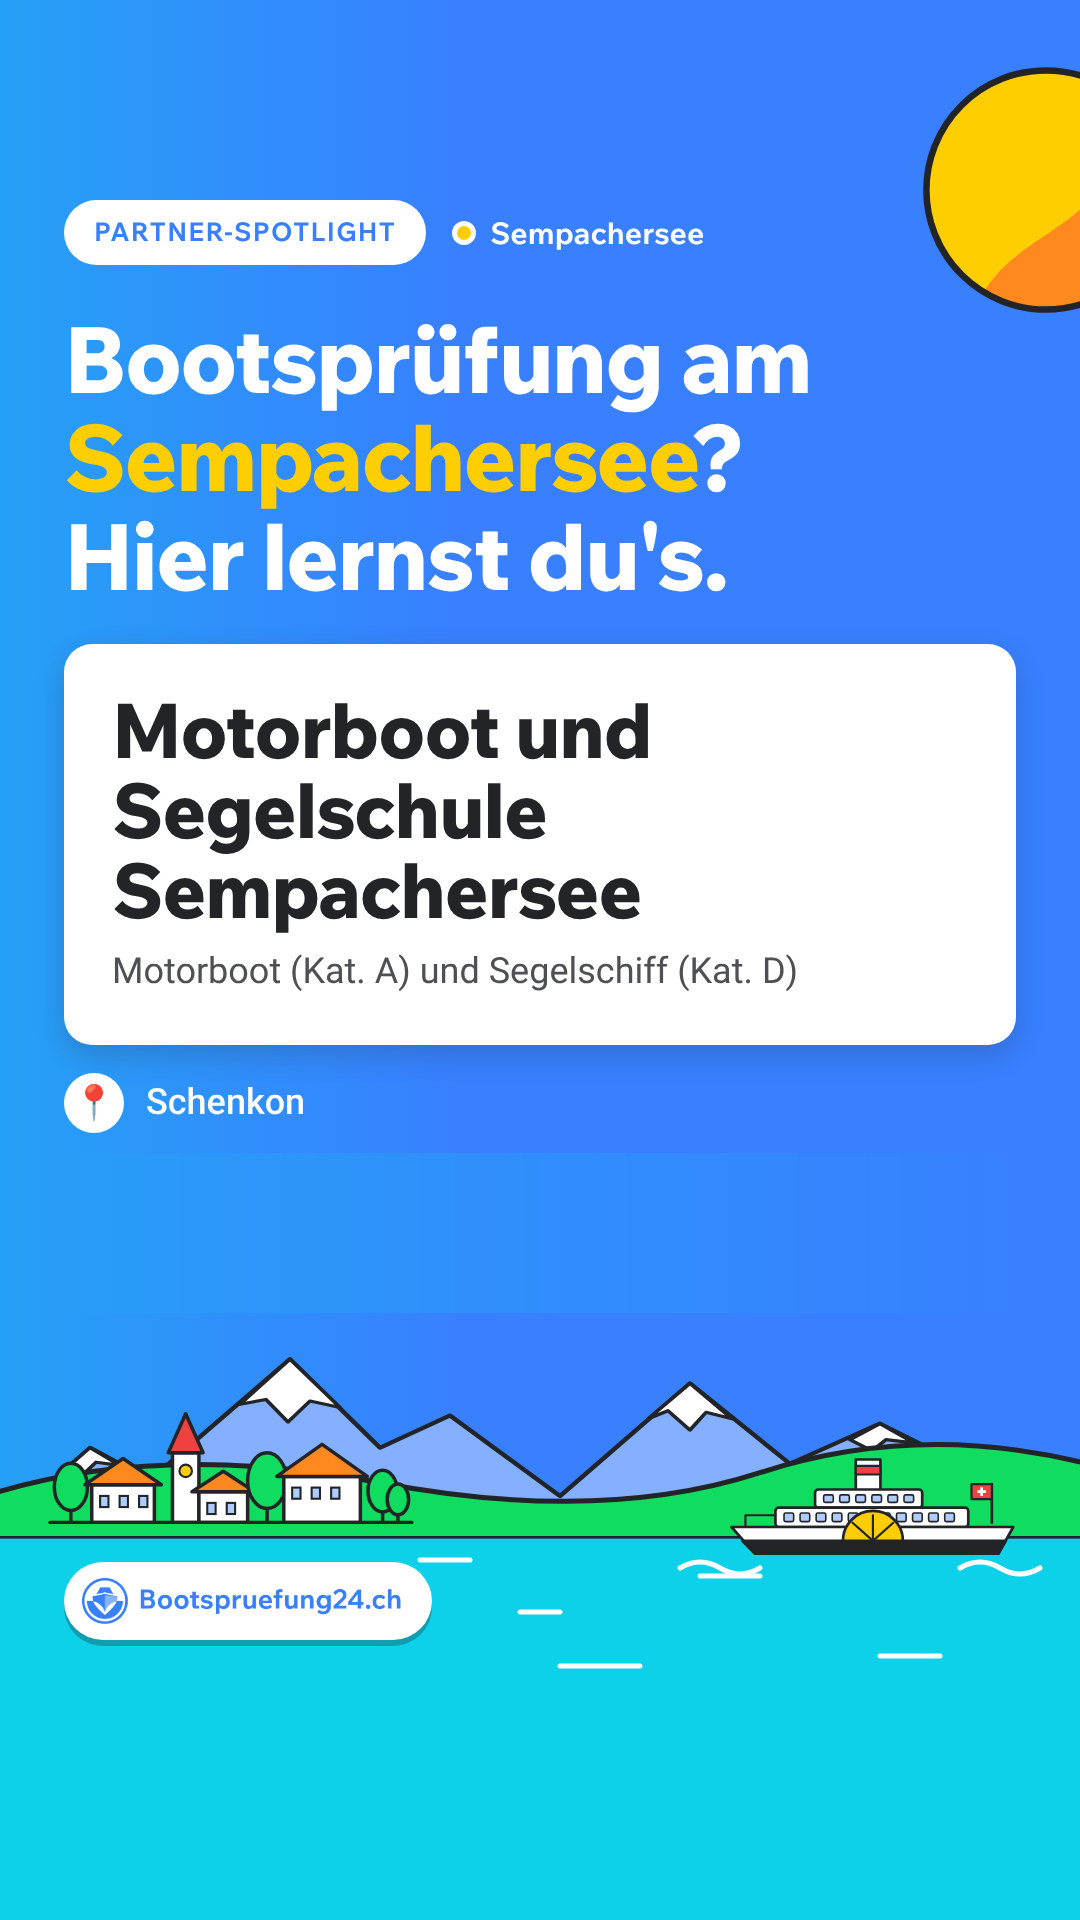 PARTNER-SPOTLIGHT
Sempachersee
Bootsprüfung am
Sempachersee?
Hier lernst du's.
Motorboot und
Segelschule
Sempachersee
Motorboot (Kat. A) und Segelschiff (Kat. D)
Schenkon
Bootspruefung24.ch